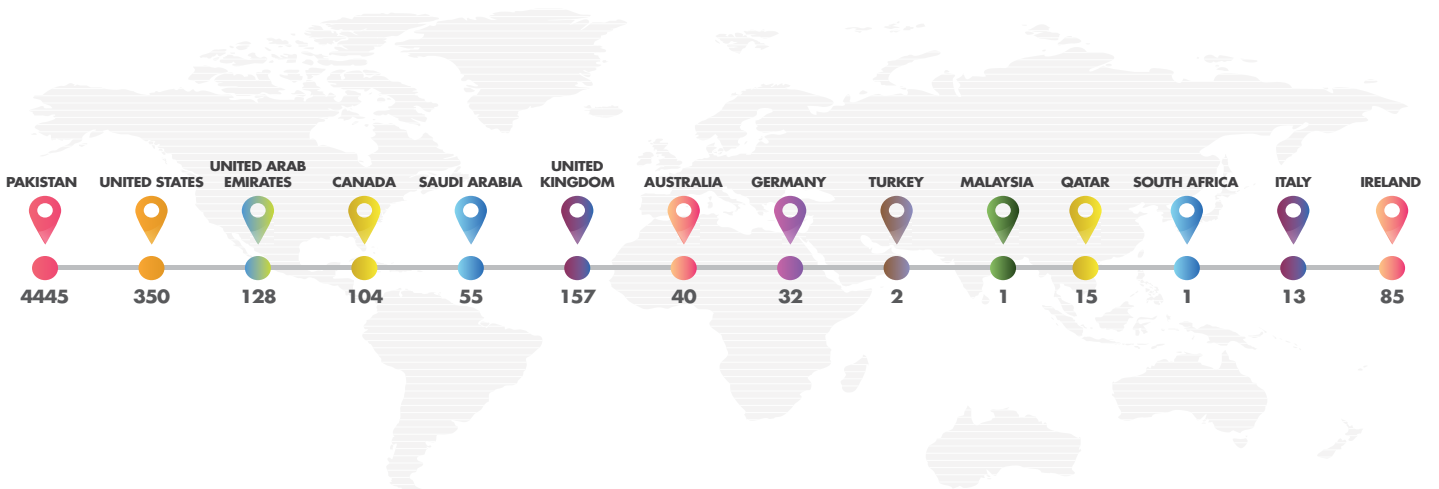 PAKISTAN
UNITED STATES
UNITED ARAB
EMIRATES
CANADA
SAUDI ARABIA
UNITED
KINGDOM
AUSTRALIA
GERMANY
TURKEY
MALAYSIA
QATAR
SOUTH AFRICA
ITALY
IRELAND
4445
350
128
104
55
157
40
32
2
1
15
1
13
85